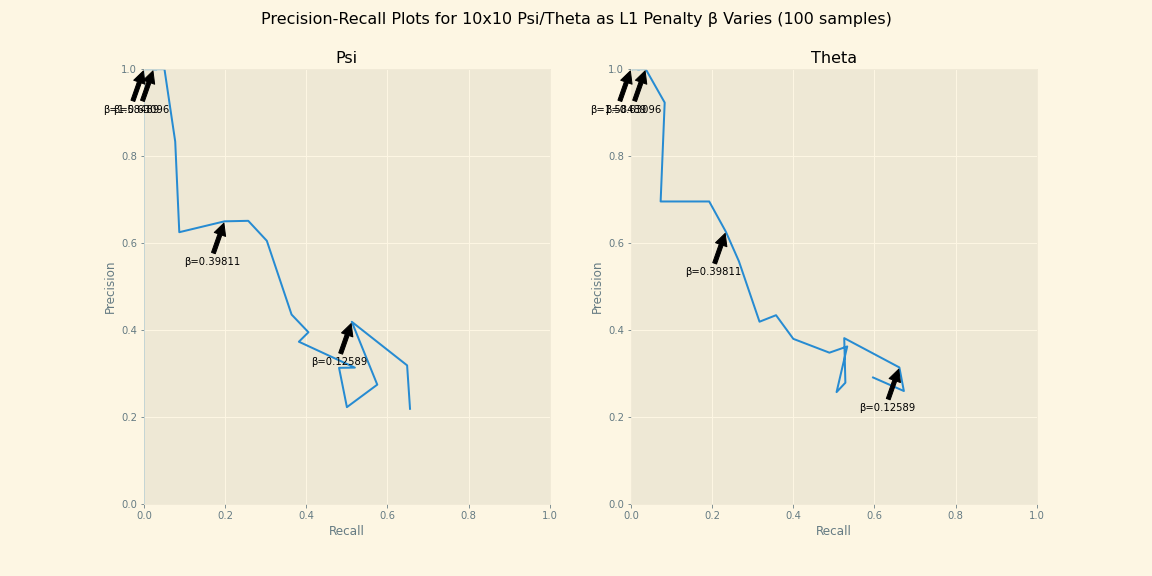 Precision-Recall Plots for 10x10 Psi/Theta as L1 Penalty β Varies (100 samples)
Psi
Precision
1.0
0.8
0.6
0.4
0.2
0.0
0.0 0.2 0.4 0.6 0.8 1.0
Recall
β=0.39811
β=0.12589
Theta
Precision
1.0
0.8
0.6
0.4
0.2
0.0
0.0 0.2 0.4 0.6 0.8 1.0
Recall
β=0.39811
β=0.12589